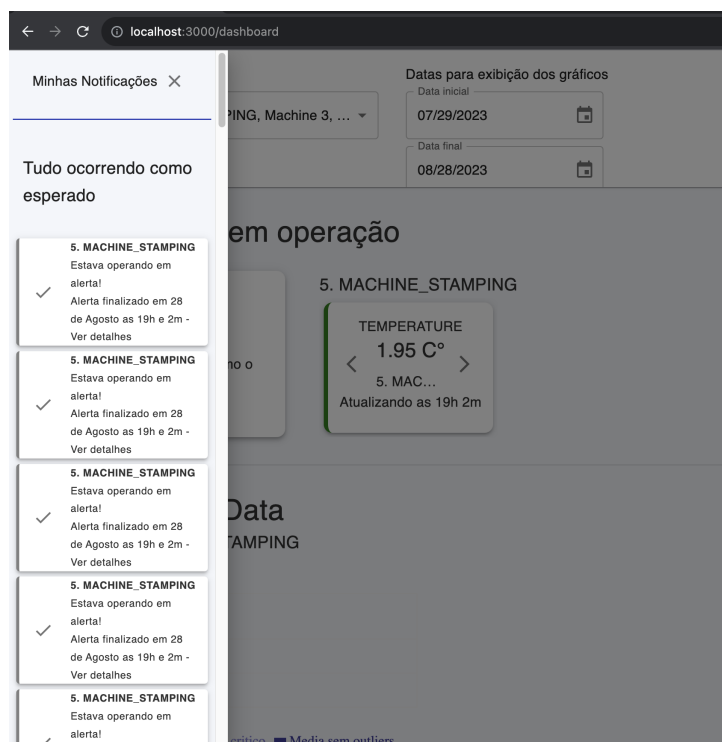 localhost:3000/dashboard
Minhas Notificações
Tudo ocorrendo como
esperado
5. MACHINE_STAMPING
Estava operando em
alerta!
Alerta finalizado em 28
de Agosto as 19h e 2m -
Ver detalhes
5. MACHINE_STAMPING
Estava operando em
alerta!
Alerta finalizado em 28
de Agosto as 19h e 2m -
Ver detalhes
5. MACHINE_STAMPING
Estava operando em
alerta!
Alerta finalizado em 28
de Agosto as 19h e 2m -
Ver detalhes
5. MACHINE_STAMPING
Estava operando em
alerta!
Alerta finalizado em 28
de Agosto as 19h e 2m -
Ver detalhes
5. MACHINE_STAMPING
Estava operando em
alerta!
PING, Machine 3, ...
Datas para exibição dos gráficos
Data inicial
07/29/2023
Data final
08/28/2023
em operação
no o
5. MACHINE_STAMPING
TEMPERATURE
1.95 C°
5. MAC...
Atualizando as 19h 2m
Data
TAMPING
crítico Media sem outliers